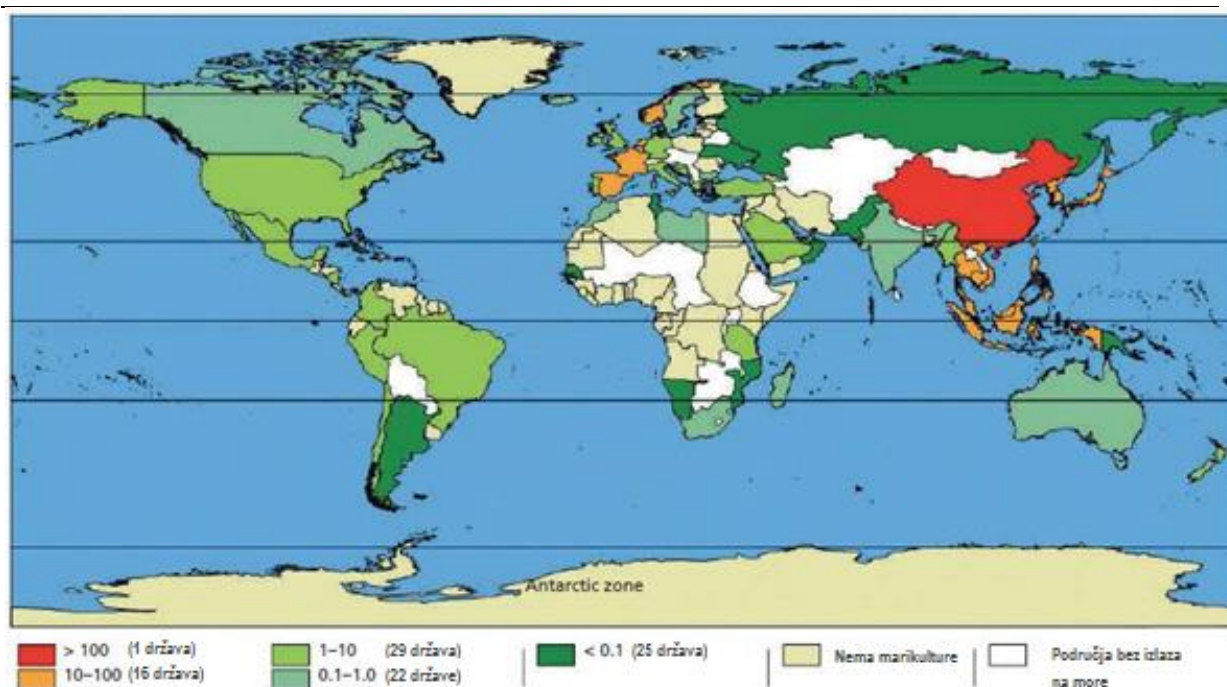 Antarctic zone
> 100 (1 država)
10–100 (16 država)
1–10 (29 država)
0.1–1.0 (22 države)
< 0.1 (25 država)
Nema marikulture
Područja bez izlaza
na more